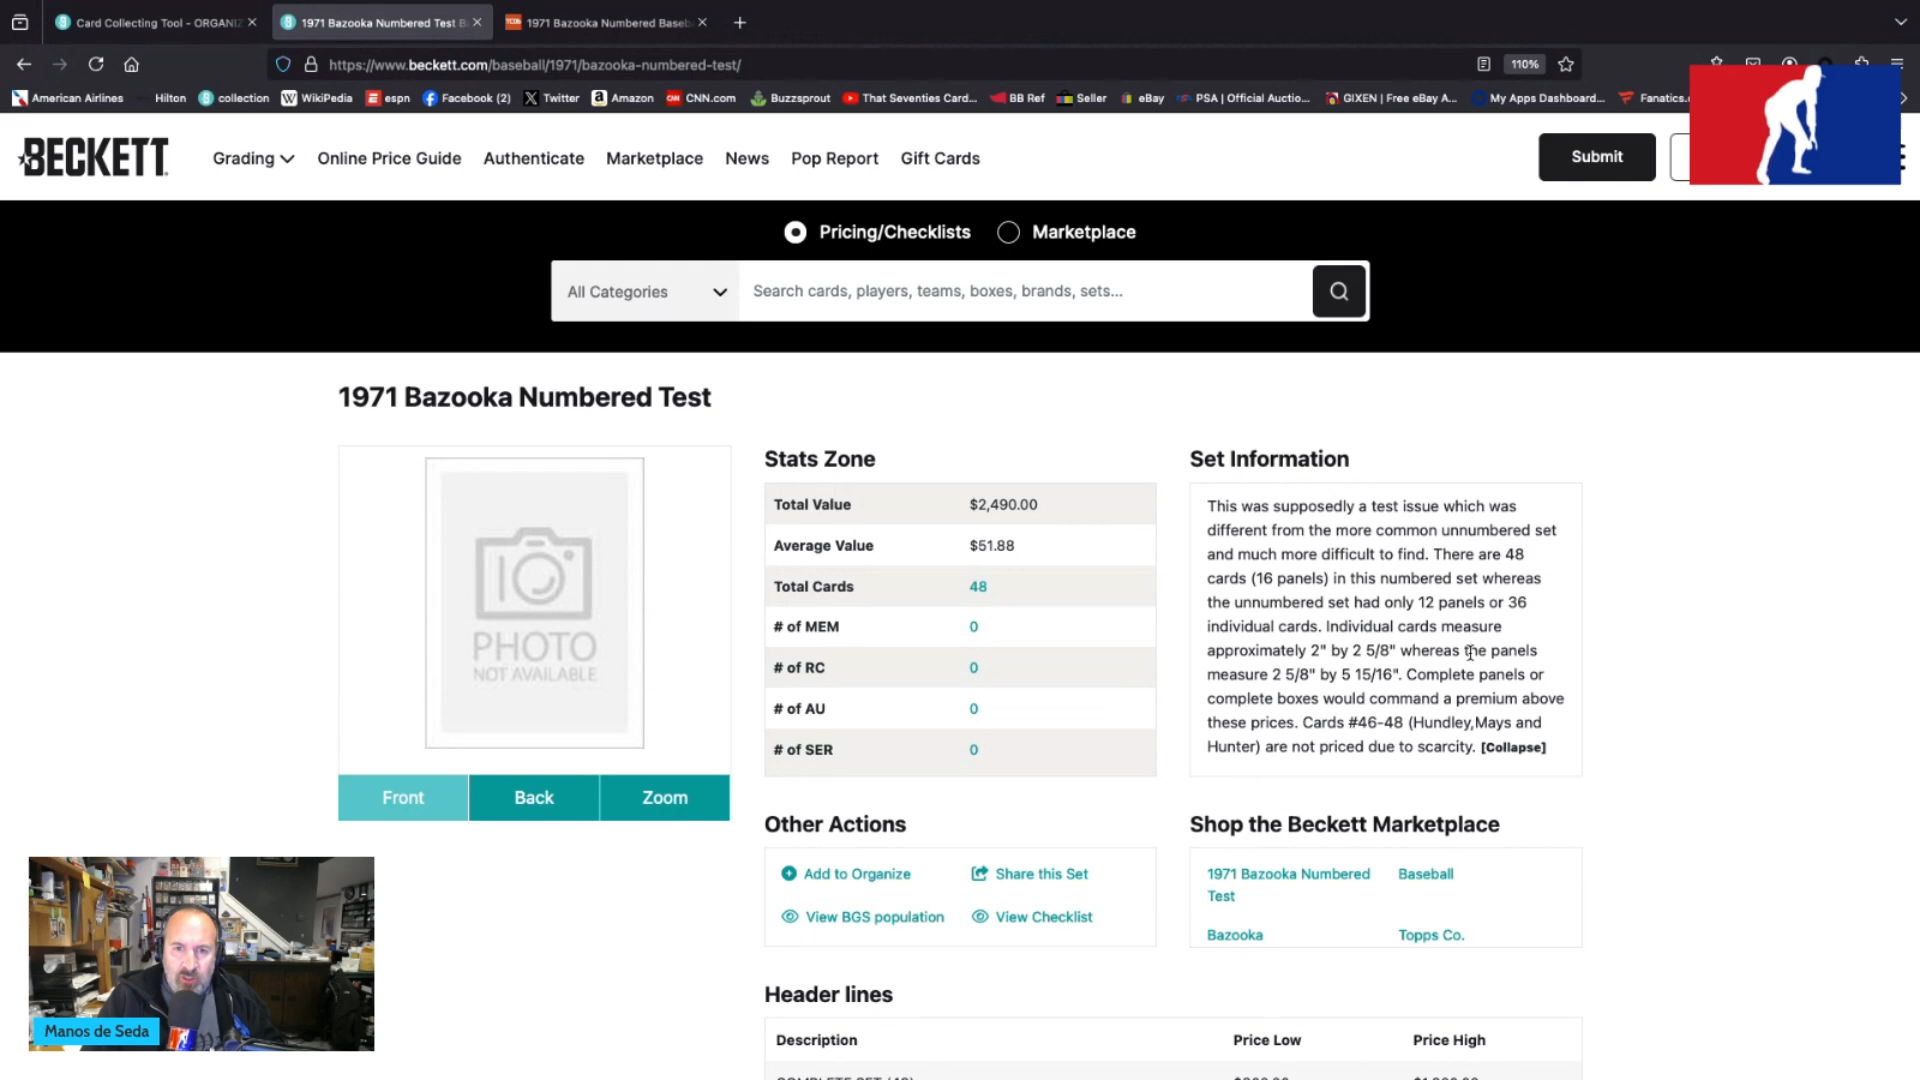 Card Collecting Tool - ORGANIZ
1971 Bazooka Numbered Test B
1971 Bazooka Numbered Baseb
https://www.beckett.com/baseball/1971/bazooka-numbered-test/
110%
American Airlines
Hilton
collection
WikiPedia
espn
Facebook (2)
Twitter
Amazon
CNN.com
Buzzsprout
That Seventies Card...
BB Ref
Seller
eBay
PSA | Official Auctio...
GIXEN | Free eBay A...
My Apps Dashboard...
Fanatics.
BECKETT
Grading
Online Price Guide
Authenticate
Marketplace
News
Pop Report
Gift Cards
Submit
Pricing/Checklists
Marketplace
All Categories
Search cards, players, teams, boxes, brands, sets...
1971 Bazooka Numbered Test
PHOTO
NOT AVAILABLE
Front
Back
Zoom
Stats Zone
Total Value $2,490.00
Average Value $51.88
Total Cards 48
# of MEM 0
# of RC 0
# of AU 0
# of SER 0
Set Information
This was supposedly a test issue which was
different from the more common unnumbered set
and much more difficult to find. There are 48
cards (16 panels) in this numbered set whereas
the unnumbered set had only 12 panels or 36
individual cards. Individual cards measure
approximately 2" by 2 5/8" whereas the panels
measure 2 5/8" by 5 15/16". Complete panels or
complete boxes would command a premium above
these prices. Cards #46-48 (Hundley,Mays and
Hunter) are not priced due to scarcity. [Collapse]
Other Actions
Add to Organize
Share this Set
View BGS population
View Checklist
Shop the Beckett Marketplace
1971 Bazooka Numbered
Test
Baseball
Bazooka
Topps Co.
Header lines
Description Price Low Price High
Manos de Seda